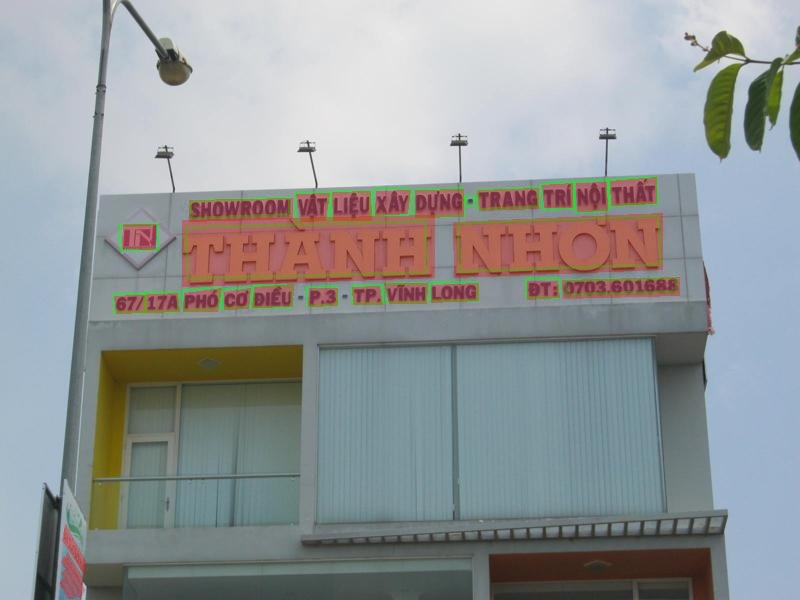 SHOWROOM VẬT LIỆU XÂY DỰNG - TRANG TRÍ NỘI THẤT
TN
THÀNH NHƠN
67/17A PHÓ CƠ ĐIỀU - P.3 - TP. VĨNH LONG ĐT: 0703.601688